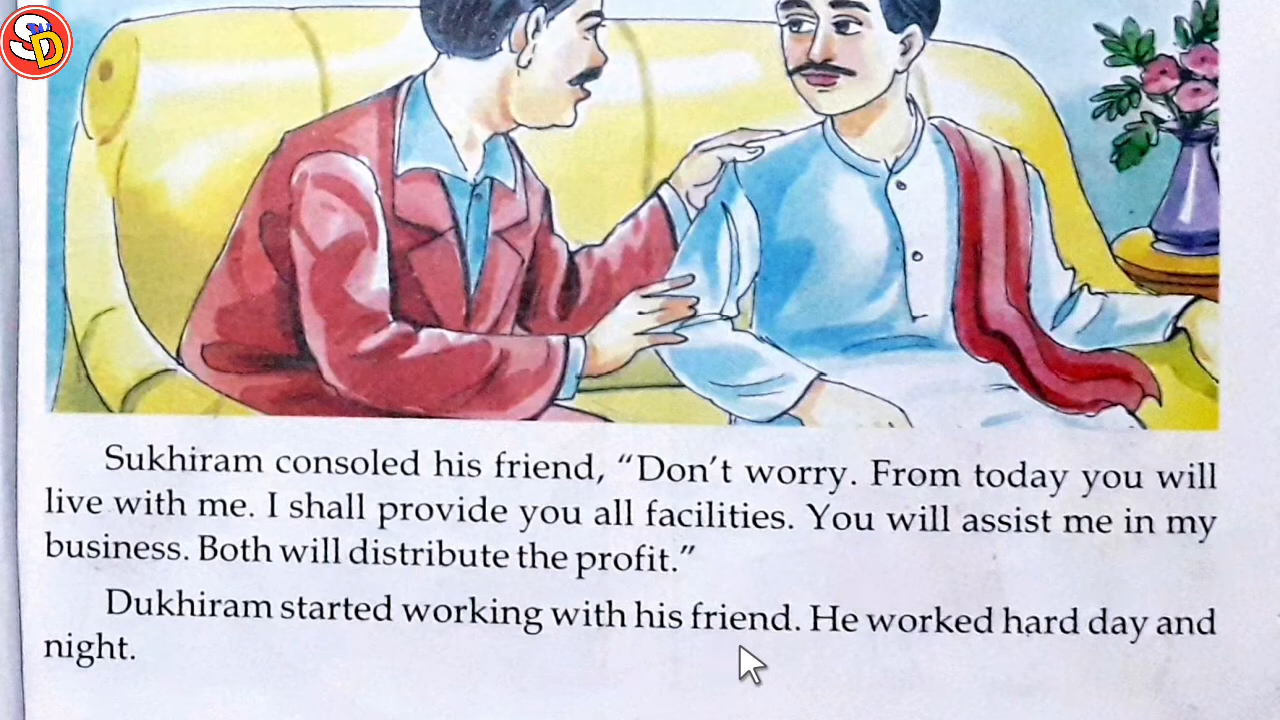 SD
Sukhiram consoled his friend, “Don’t worry. From today you will
live with me. I shall provide you all facilities. You will assist me in my
business. Both will distribute the profit.”
Dukhiram started working with his friend. He worked hard day and
night.